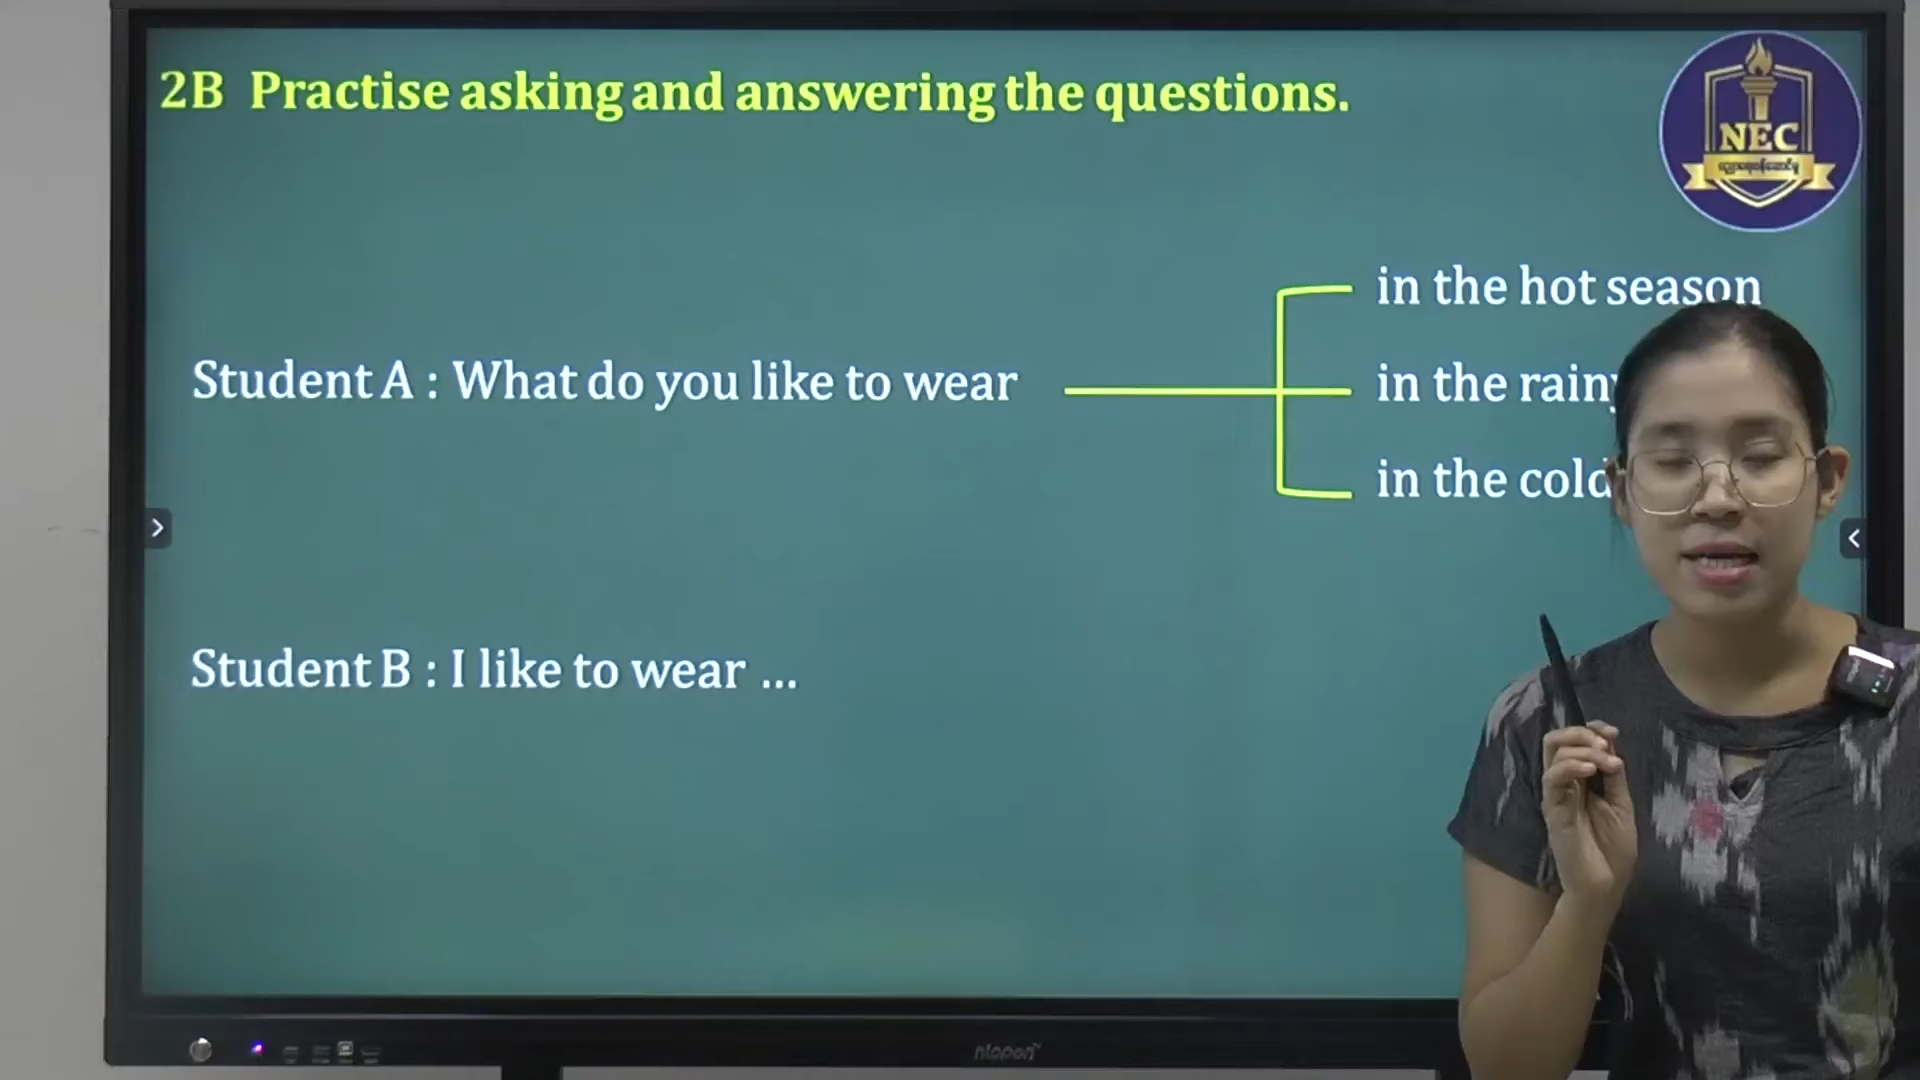 2B Practise asking and answering the questions.
NEC
in the hot season
Student A : What do you like to wear
in the rainy
in the cold
Student B : I like to wear ...